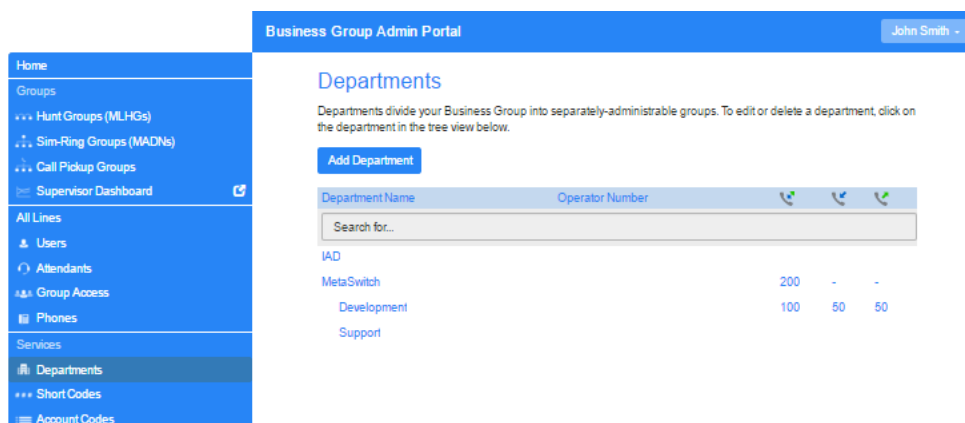 Business Group Admin Portal
John Smith
Home
Groups
Hunt Groups (MLHGs)
Sim-Ring Groups (MADNs)
Call Pickup Groups
Supervisor Dashboard
All Lines
Users
Attendants
Group Access
Phones
Services
Departments
Short Codes
Account Codes
Departments
Departments divide your Business Group into separately-administrable groups. To edit or delete a department, click on
the department in the tree view below.
Add Department
Department Name Operator Number
Search for...
IAD
MetaSwitch 200 - -
Development 100 50 50
Support